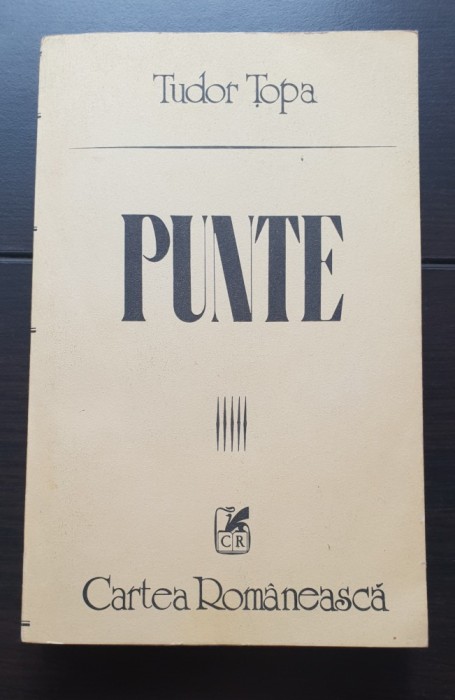 Tudor Țopa
PUNTE
CR
Cartea Românească